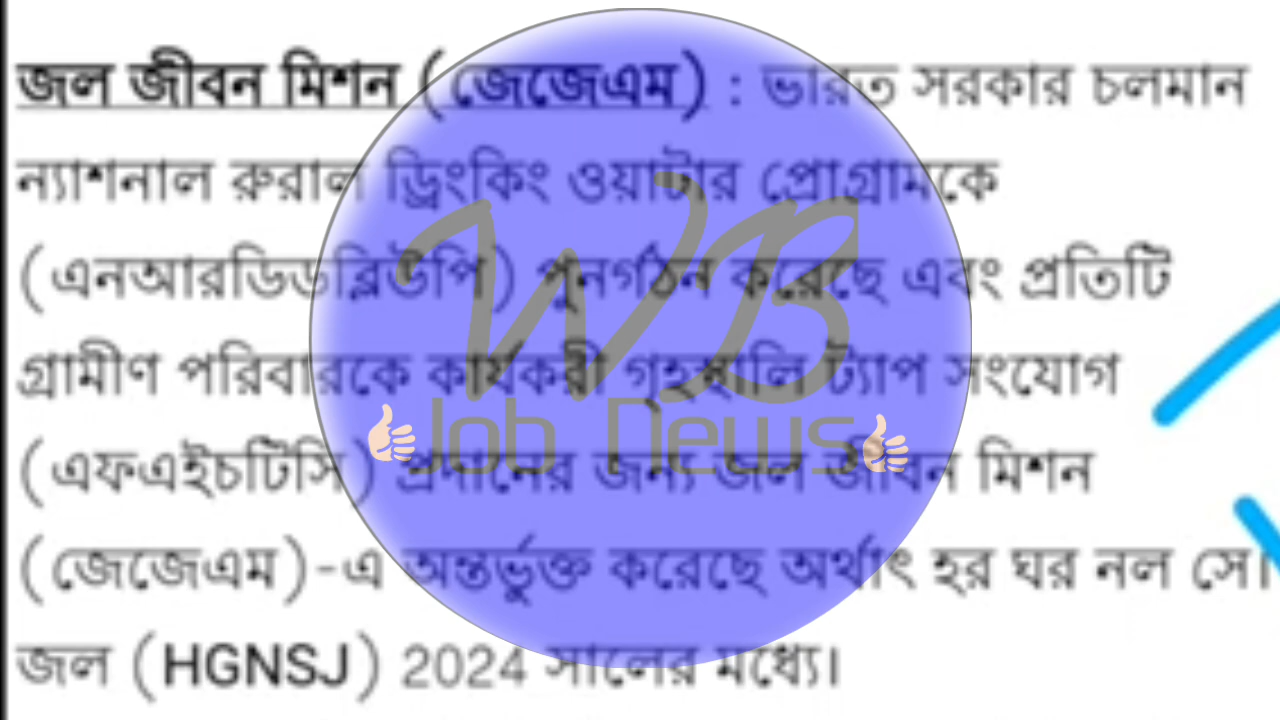 জল জীবন মিশন (জেজেএম) : ভারত সরকার চলমান
ন্যাশনাল রুরাল ড্রিংকিং ওয়াটার প্রোগ্রামকে
(এনআরডিডব্লিউপি) পুনর্গঠন করেছে এবং প্রতিটি
গ্রামীণ পরিবারকে কার্যকরী গৃহস্থালি ট্যাপ সংযোগ
(এফএইচটিসি) প্রদানের জন্য জল জীবন মিশন
(জেজেএম)-এ অন্তর্ভুক্ত করেছে অর্থাৎ হর ঘর নল সে।
জল (HGNSJ) 2024 সালের মধ্যে।
WB
Job News